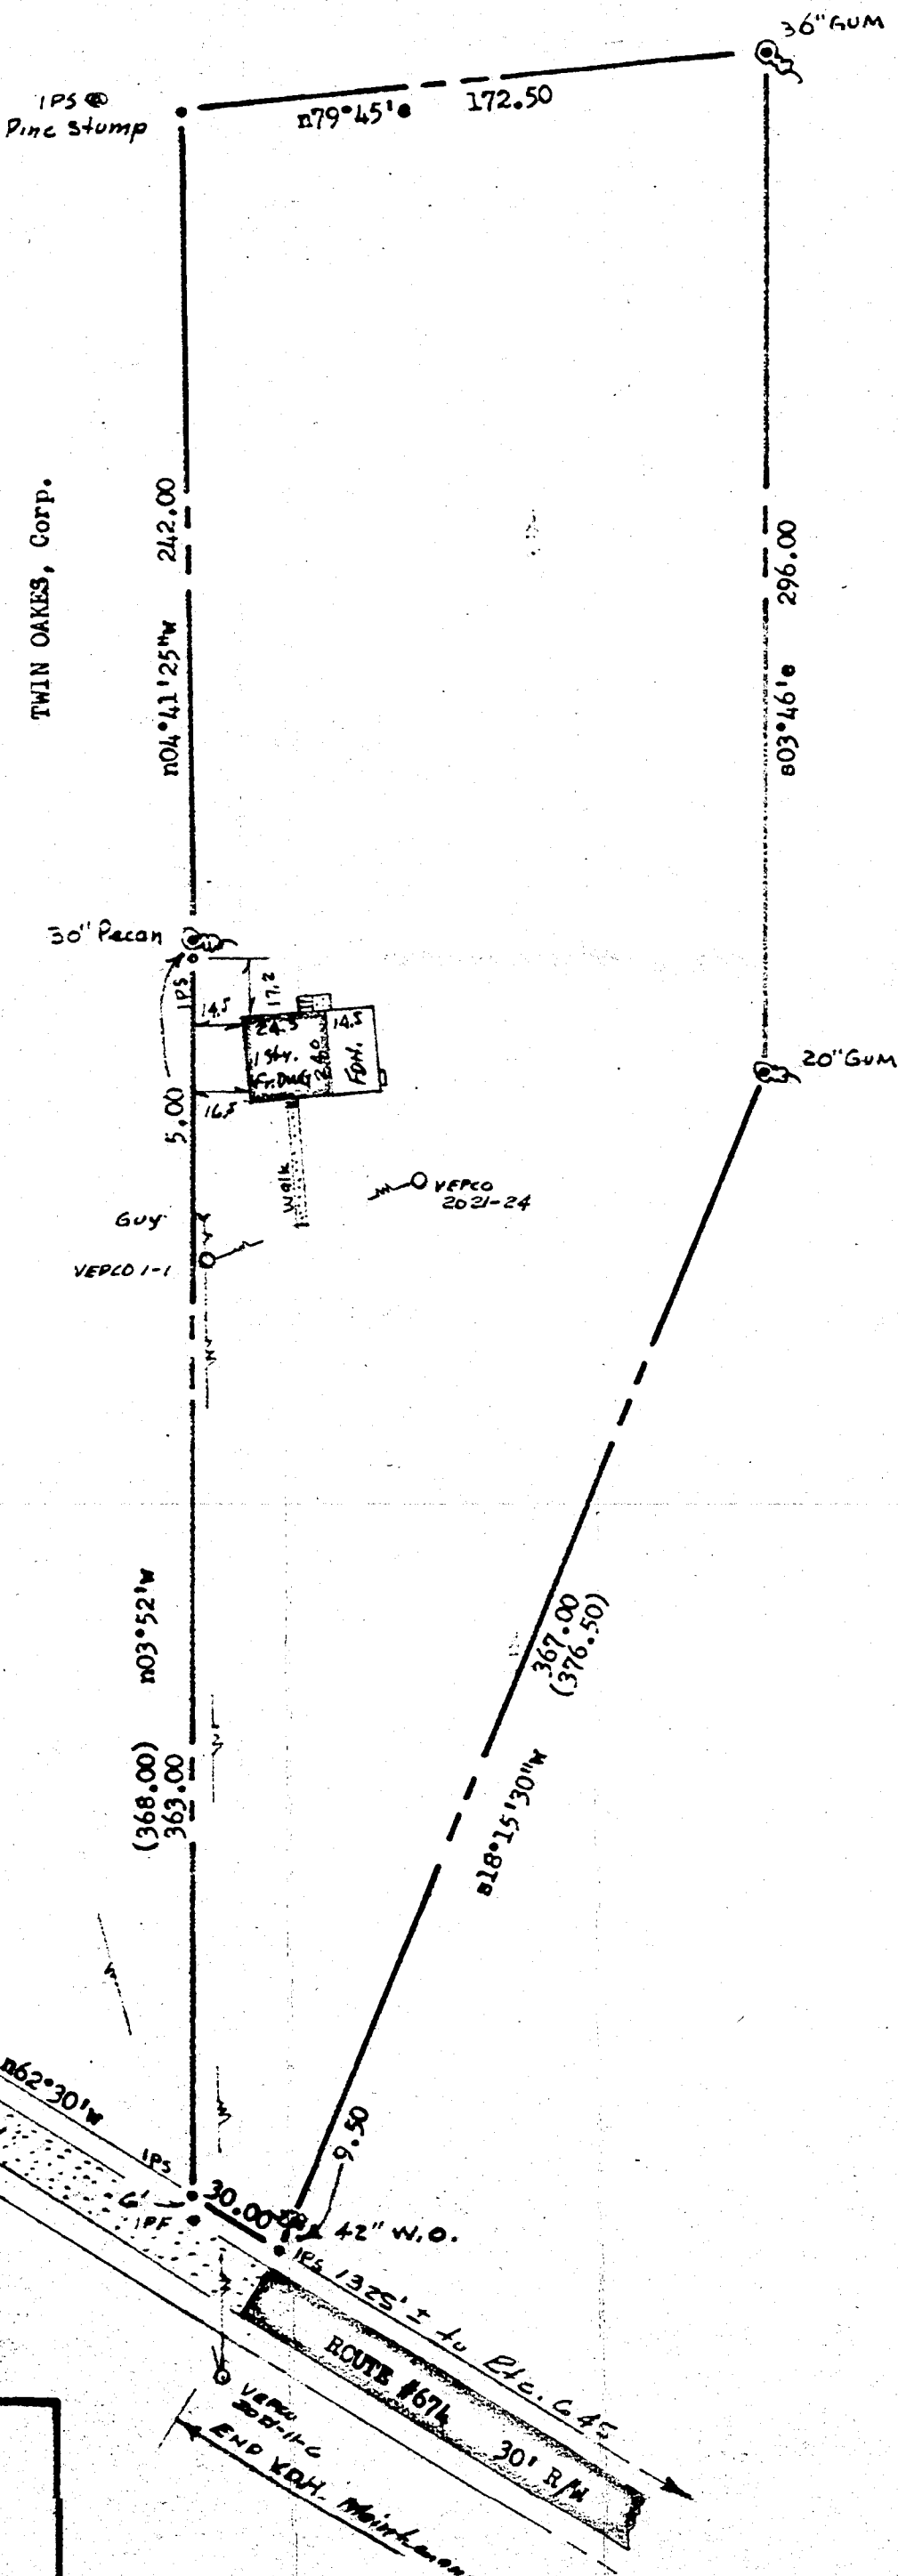 36" GUM
IPS @
Pine Stump
n79°45'e 172.50
TWIN OAKES, Corp.
n04°41'25"w 242.00
s03°46'e 296.00
30" Pecan
IPS
17.2
14.5
24.5
14.5
1 Sty.
Fr. DWG
24.0
FDN.
16.5
5.00
20" GUM
Walk
VEPCO
2021-24
GUY
VEPCO 1-1
n03°52'w
(368.00)
363.00
367.00
(376.50)
s18°15'30"w
n62°30'w
9.50
IPS
6'
IPF
30.00
42" W.O.
IPS
1325' ± to Rte. 645
ROUTE #674
30' R/W
VEPCO
END VDH. Maintenance